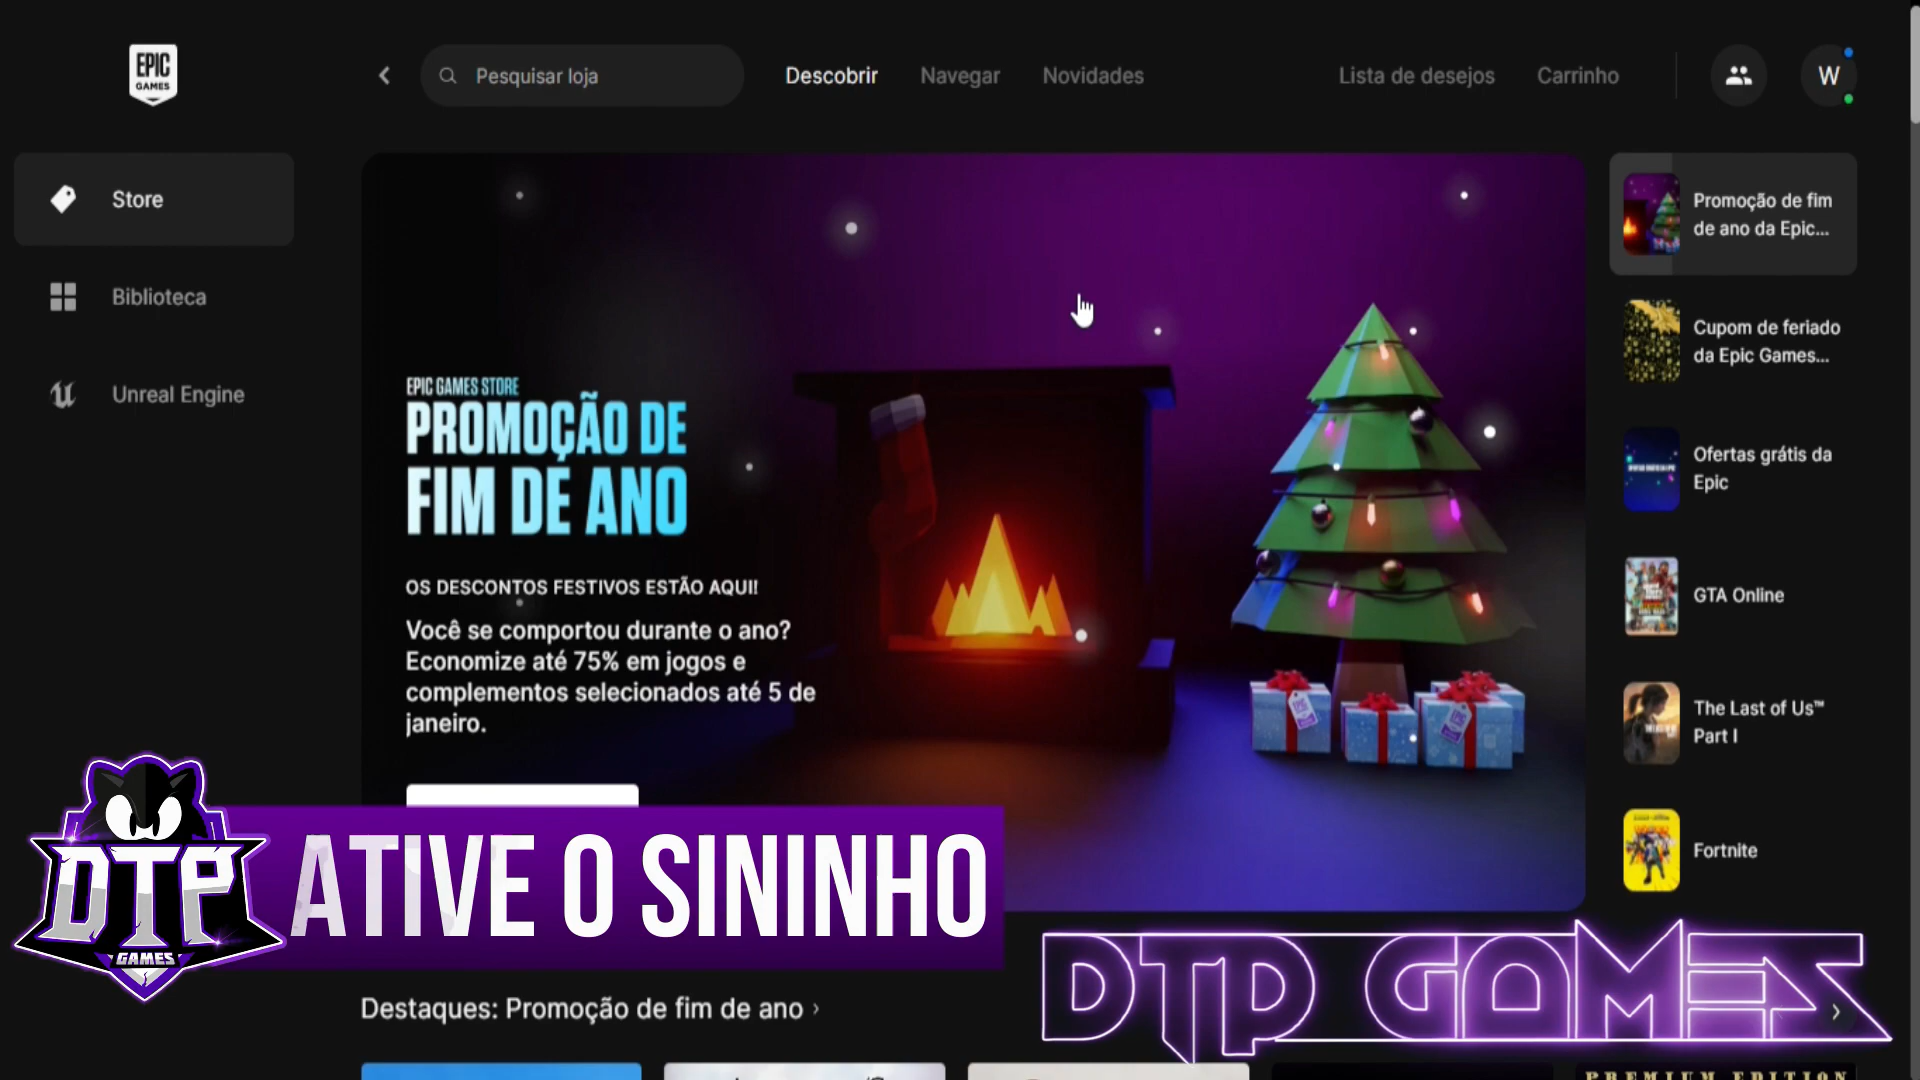 EPIC
GAMES
Pesquisar loja
Descobrir
Navegar
Novidades
Lista de desejos
Carrinho
W
Store
Biblioteca
Unreal Engine
EPIC GAMES STORE
PROMOÇÃO DE
FIM DE ANO
OS DESCONTOS FESTIVOS ESTÃO AQUI!
Você se comportou durante o ano?
Economize até 75% em jogos e
complementos selecionados até 5 de
janeiro.
Promoção de fim
de ano da Epic...
Cupom de feriado
da Epic Games...
Ofertas grátis da
Epic
GTA Online
The Last of Us™
Part I
Fortnite
DTP
GAMES
ATIVE O SININHO
DTP GAMES
Destaques: Promoção de fim de ano
PREMIUM EDITION